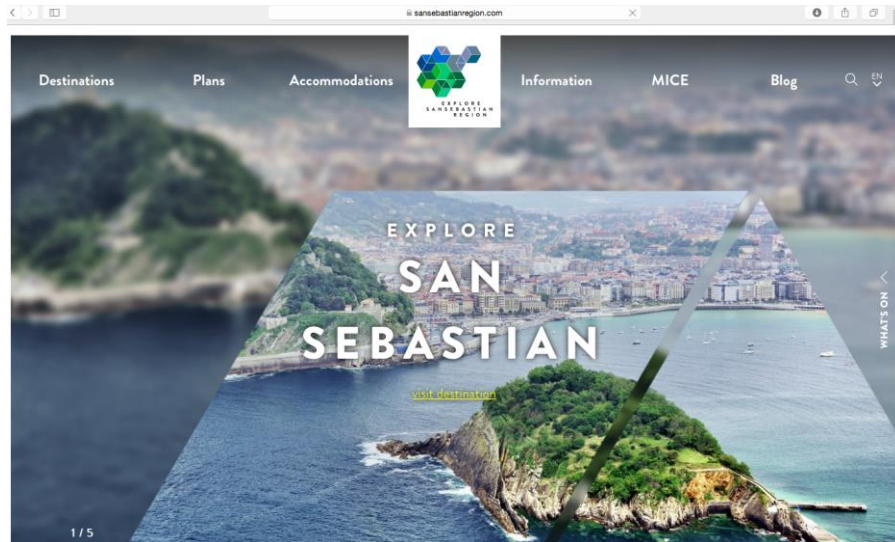 sansebastianregion.com
Destinations Plans Accommodations Information MICE Blog EN
EXPLORE
SANSEBASTIAN
REGION
EXPLORE
SAN
SEBASTIAN
visit destination
WHAT'S ON
1 / 5